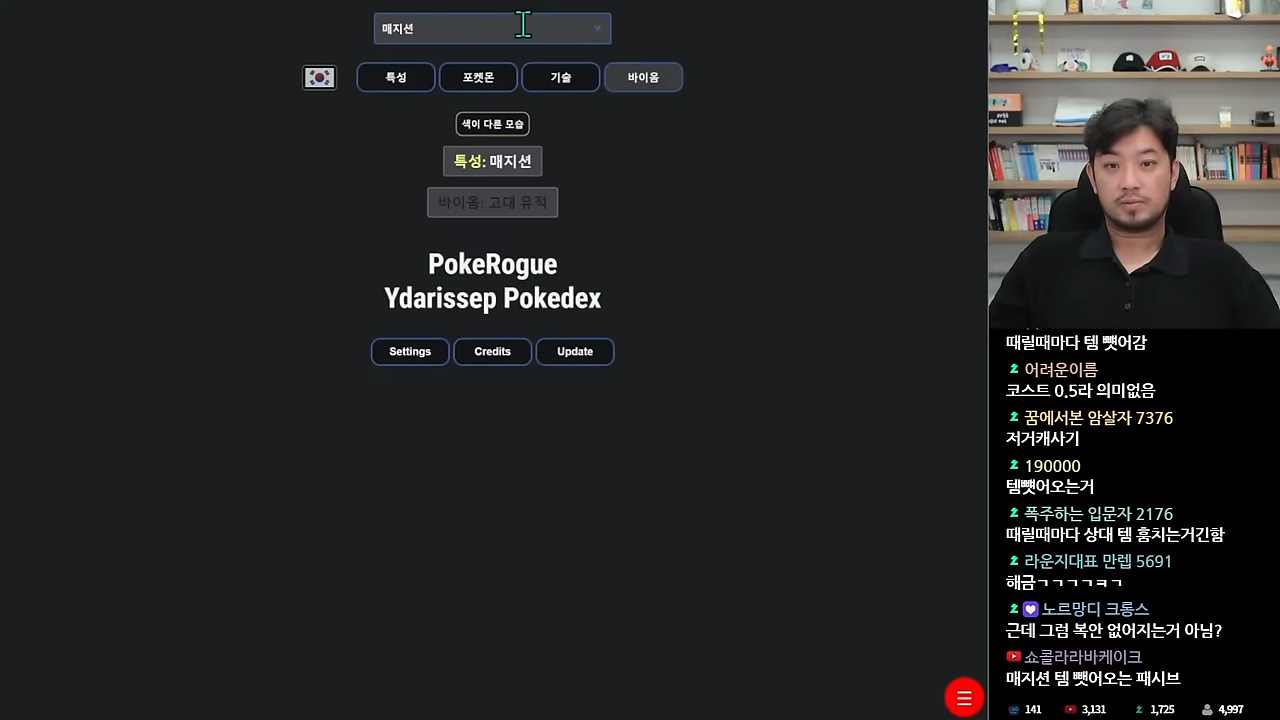 매지션
특성
포켓몬
기술
바이옴
색이 다른 모습
특성: 매지션
바이옴: 고대 유적
PokeRogue
Ydarissep Pokedex
Settings
Credits
Update
때릴때마다 템 뺏어감
어려운이름
코스트 0.5라 의미없음
꿈에서본 암살자 7376
저거캐사기
190000
템뺏어오는거
폭주하는 입문자 2176
때릴때마다 상대 템 훔치는거긴함
라운지대표 만렙 5691
해금ㄱㄱㄱㄱㅋㄱ
노르망디 크롱스
근데 그럼 복안 없어지는거 아님?
쇼콜라라바케이크
매지션 템 뺏어오는 패시브
141
3,131
1,725
4,997